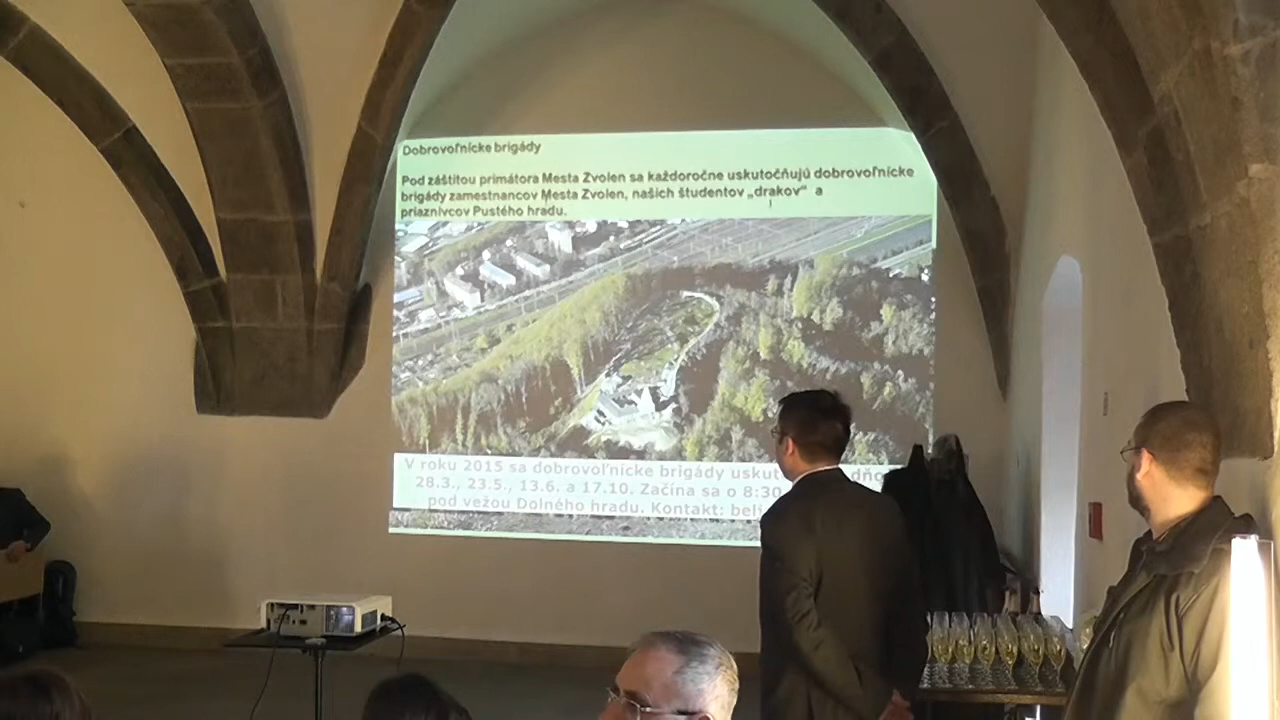 Dobrovoľnícke brigády
Pod záštitou primátora Mesta Zvolen sa každoročne uskutočňujú dobrovoľnícke
brigády zamestnancov Mesta Zvolen, našich študentov „drakov“ a
priaznivcov Pustého hradu.
V roku 2015 sa dobrovoľnícke brigády
28.3., 23.5., 13.6. a 17.10. Začína sa o 8:30
pod vežou Dolného hradu. Kontakt: